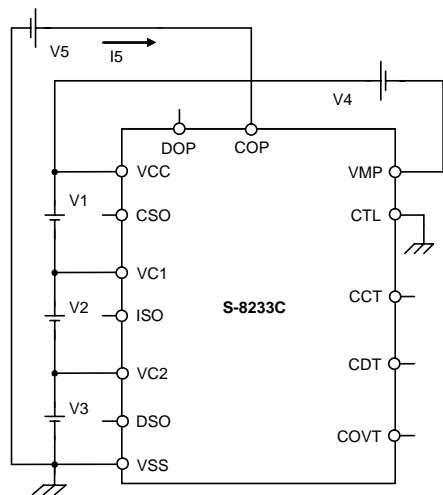 V5
I5
V4
DOP
COP
VCC
VMP
V1
CSO
CTL
VC1
V2
ISO
S-8233C
CCT
VC2
CDT
V3
DSO
COVT
VSS